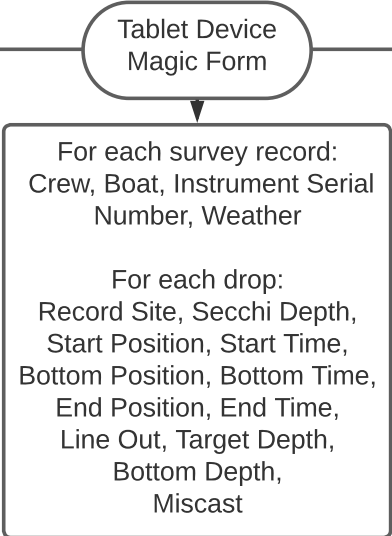 Tablet Device
Magic Form
For each survey record:
Crew, Boat, Instrument Serial
Number, Weather
For each drop:
Record Site, Secchi Depth,
Start Position, Start Time,
Bottom Position, Bottom Time,
End Position, End Time,
Line Out, Target Depth,
Bottom Depth,
Miscast